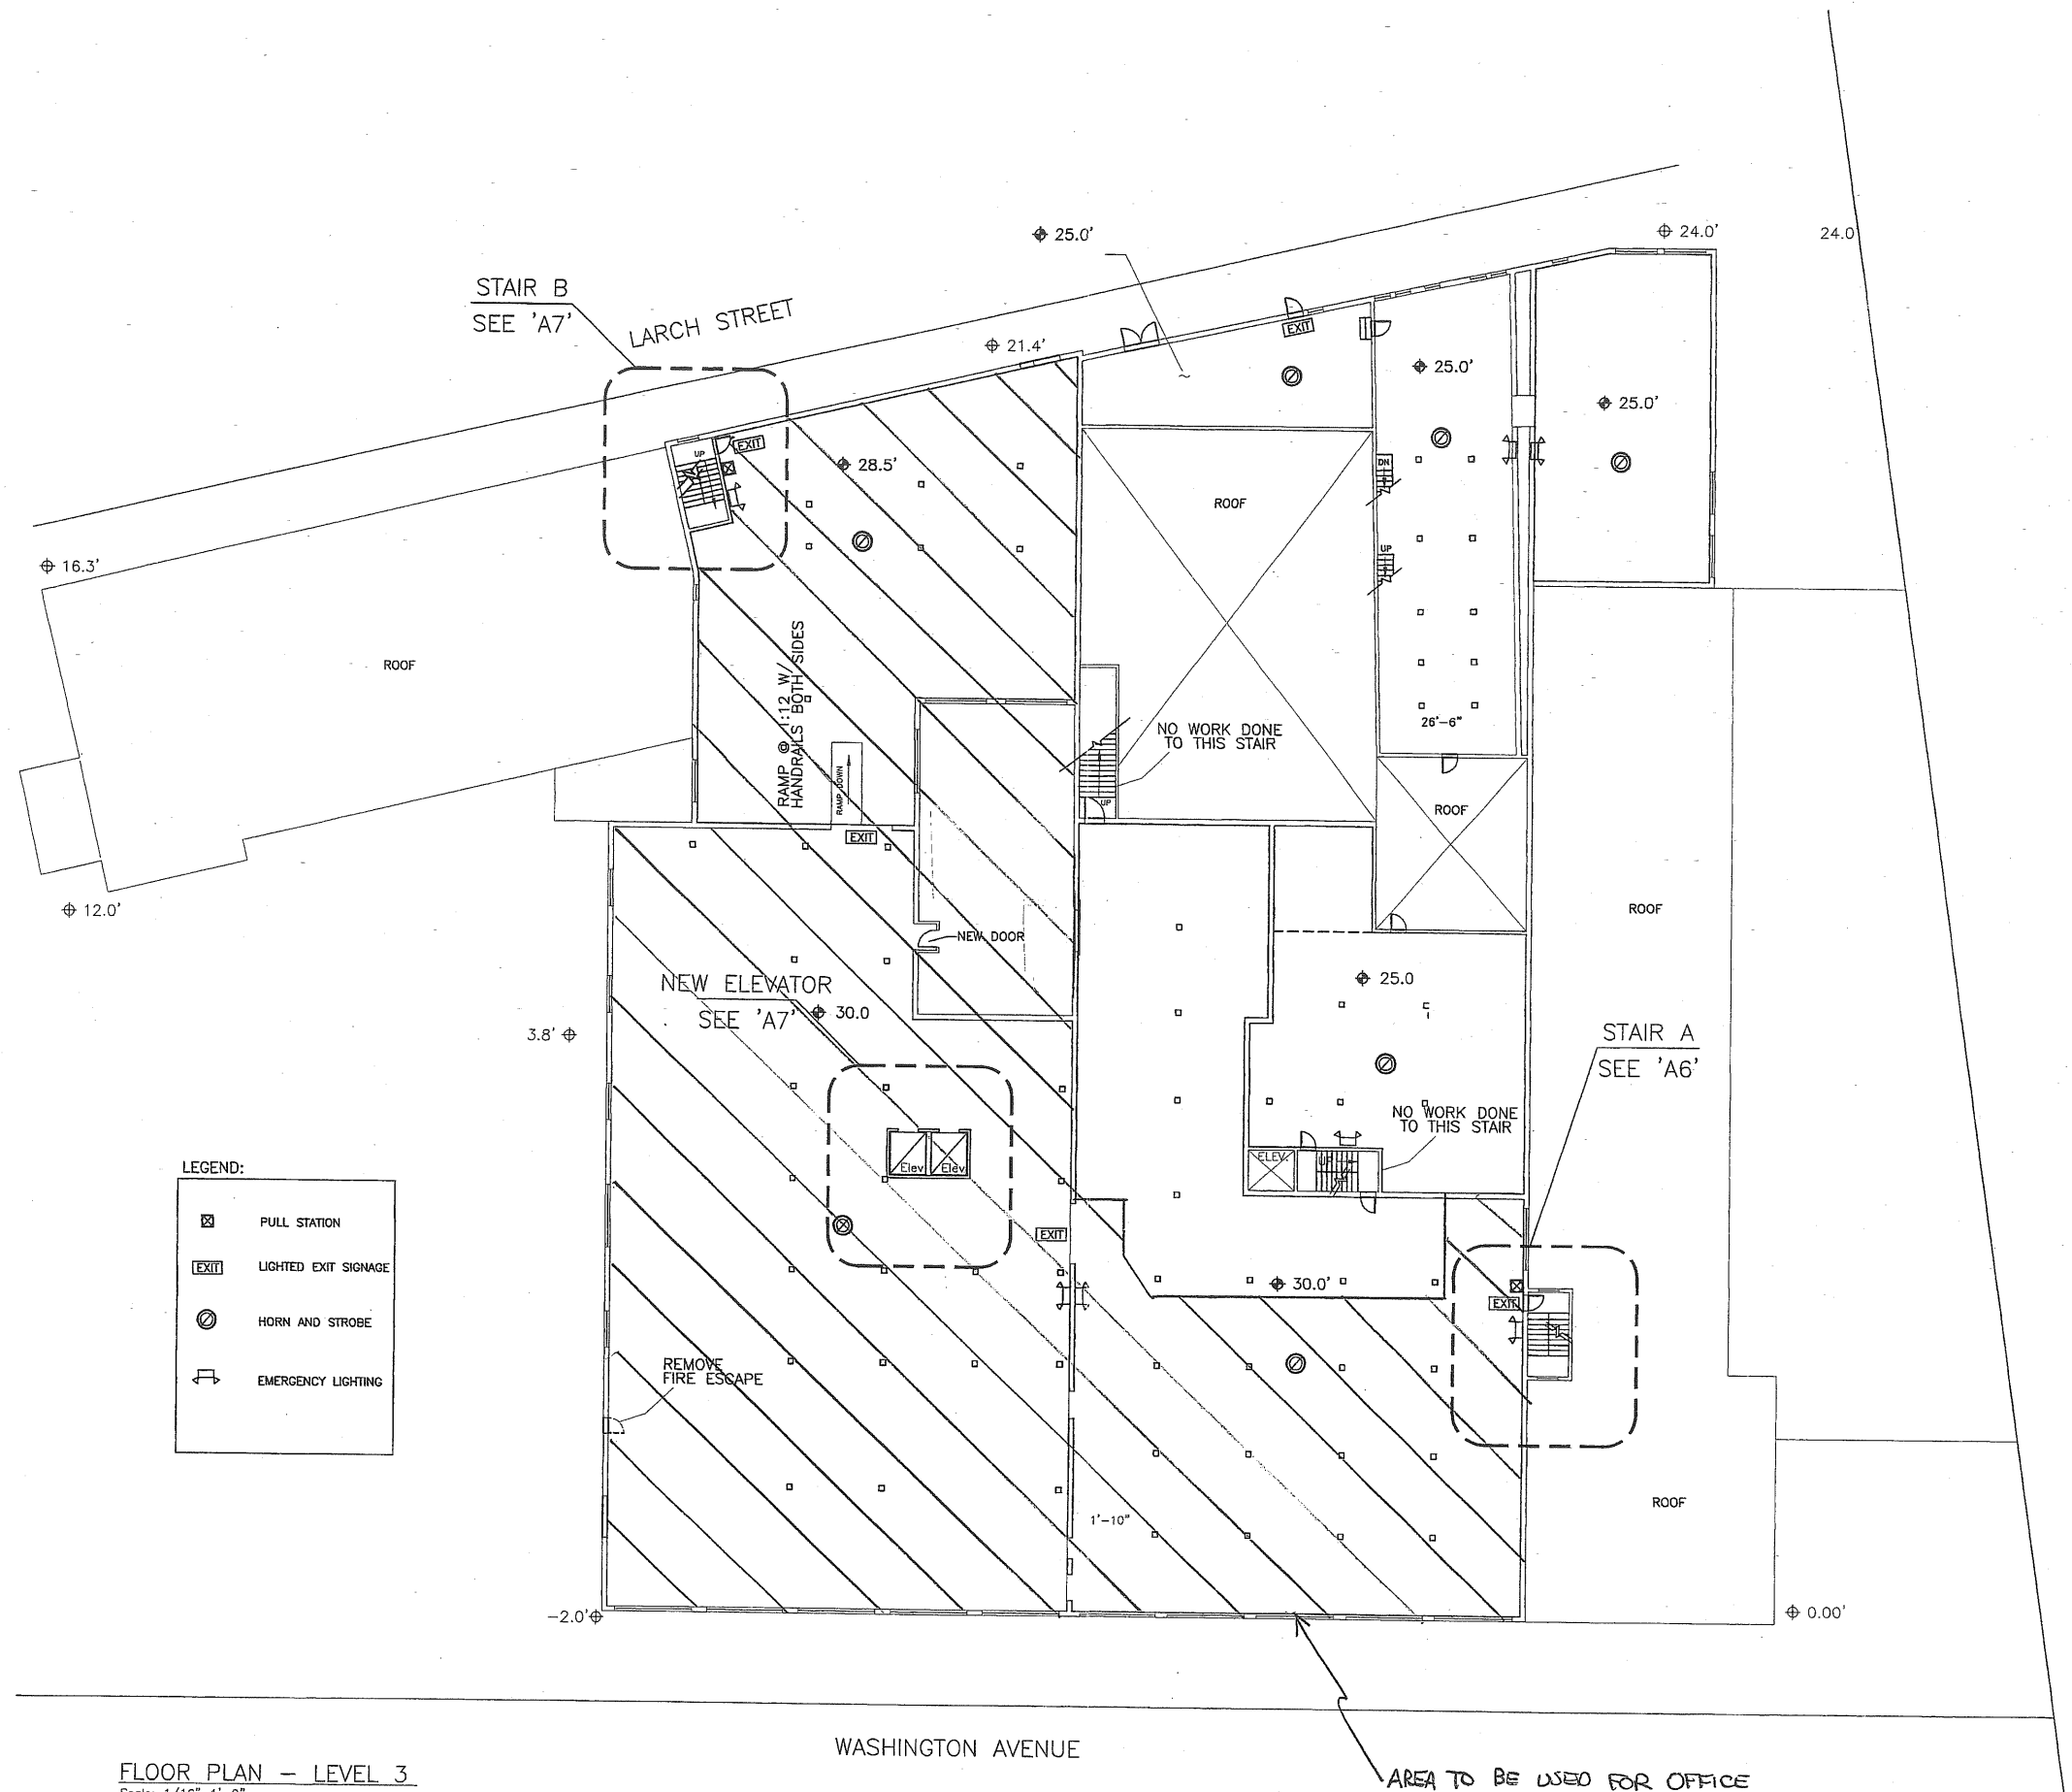 25.0'
24.0'
24.0
STAIR B
SEE 'A7'
LARCH STREET
21.4'
EXIT
25.0'
25.0'
UP
EXIT
28.5'
DN
ROOF
UP
16.3'
ROOF
RAMP @ 1:12 W/
HANDRAILS BOTH SIDES
RAMP DOWN
26'-6"
NO WORK DONE
TO THIS STAIR
UP
ROOF
EXIT
12.0'
ROOF
NEW DOOR
NEW ELEVATOR
SEE 'A7'
30.0
25.0
3.8'
STAIR A
SEE 'A6'
NO WORK DONE
TO THIS STAIR
Elev
Elev
ELEV.
UP
LEGEND:
PULL STATION
EXIT
LIGHTED EXIT SIGNAGE
HORN AND STROBE
EMERGENCY LIGHTING
EXIT
30.0'
EXIT
REMOVE
FIRE ESCAPE
ROOF
1'-10"
-2.0'
0.00'
WASHINGTON AVENUE
FLOOR PLAN - LEVEL 3
AREA TO BE USED FOR OFFICE